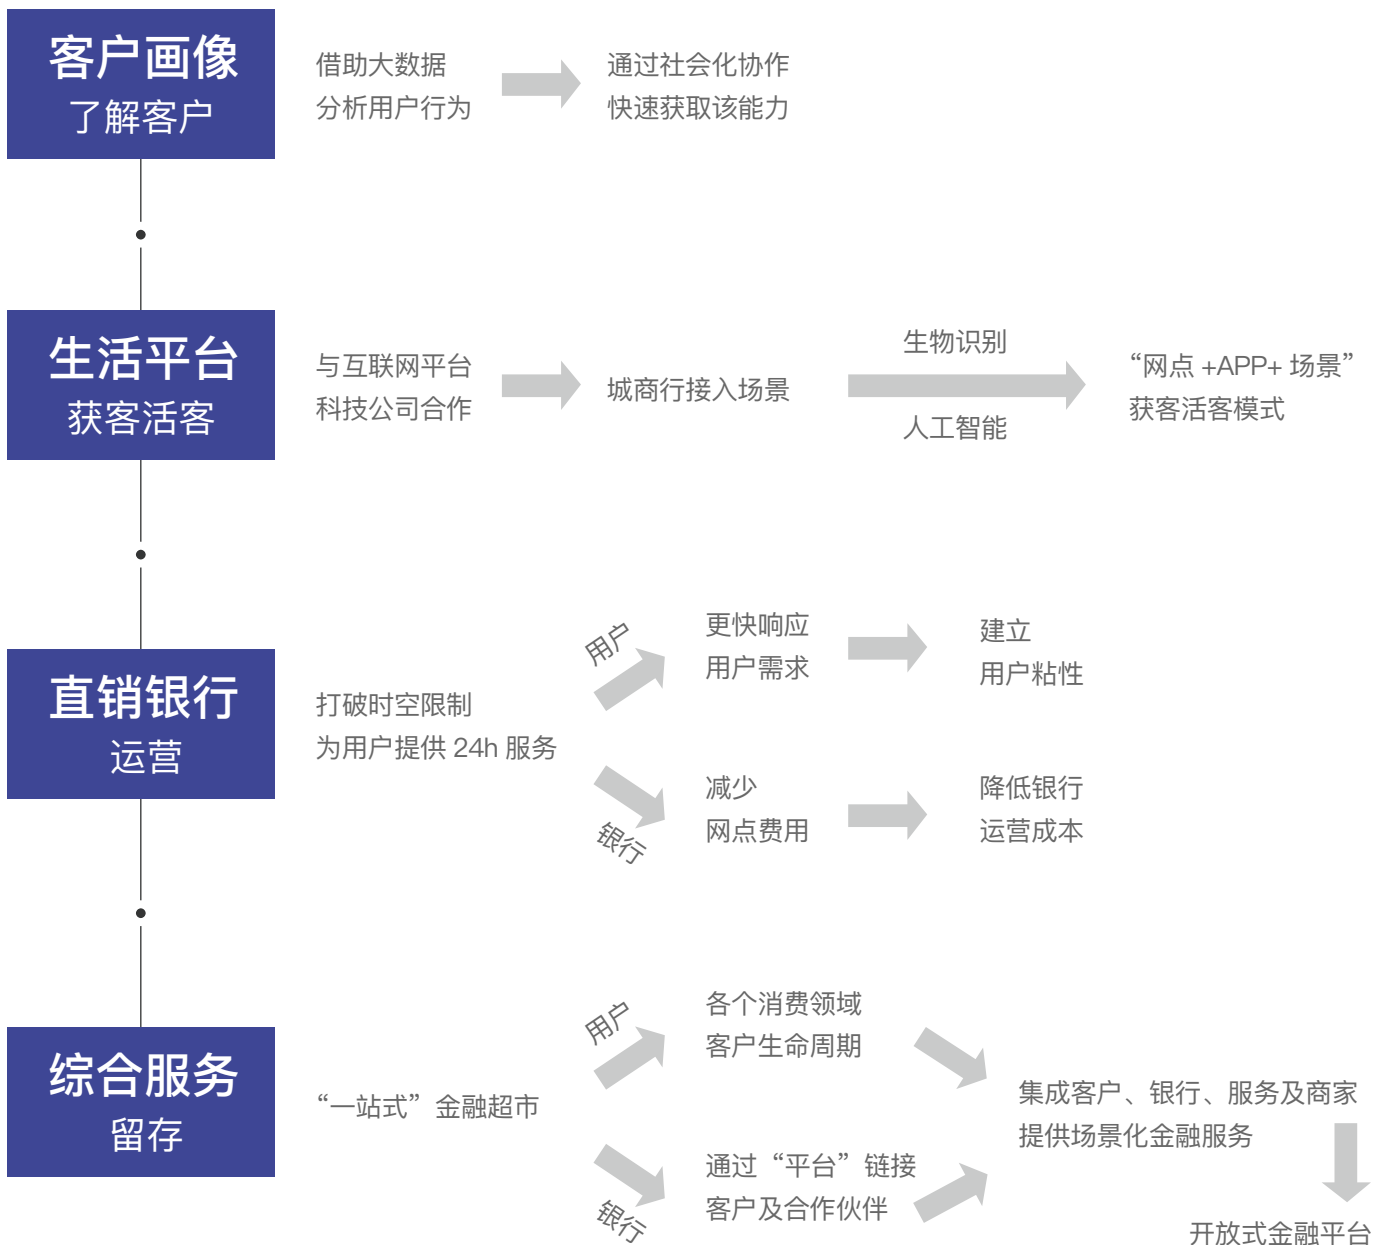 客户画像
了解客户
借助大数据
分析用户行为
通过社会化协作
快速获取该能力
生活平台
获客活客
与互联网平台
科技公司合作
城商行接入场景
生物识别
人工智能
“网点 +APP+ 场景”
获客活客模式
直销银行
运营
打破时空限制
为用户提供 24h 服务
用户
更快响应
用户需求
建立
用户粘性
银行
减少
网点费用
降低银行
运营成本
综合服务
留存
“一站式”金融超市
用户
各个消费领域
客户生命周期
银行
通过“平台”链接
客户及合作伙伴
集成客户、银行、服务及商家
提供场景化金融服务
开放式金融平台